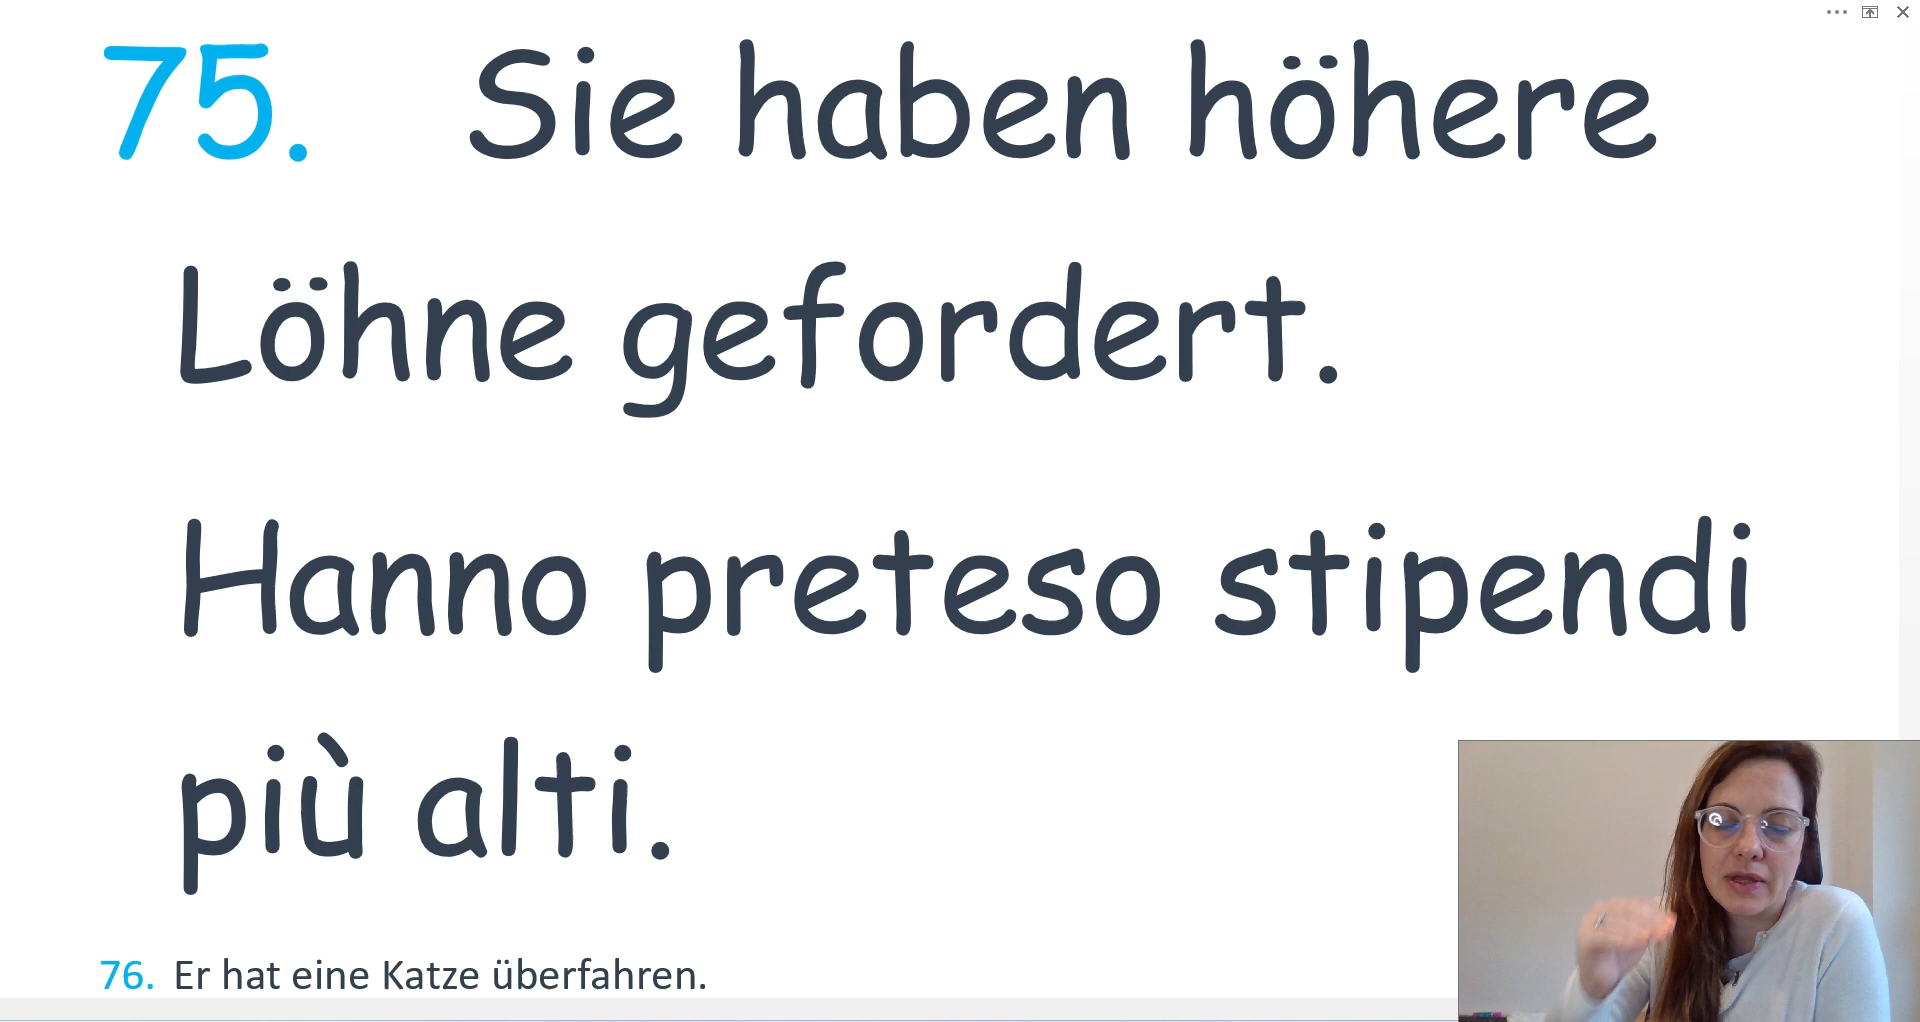 75. Sie haben höhere
Löhne gefordert.
Hanno preteso stipendi
più alti.
76. Er hat eine Katze überfahren.